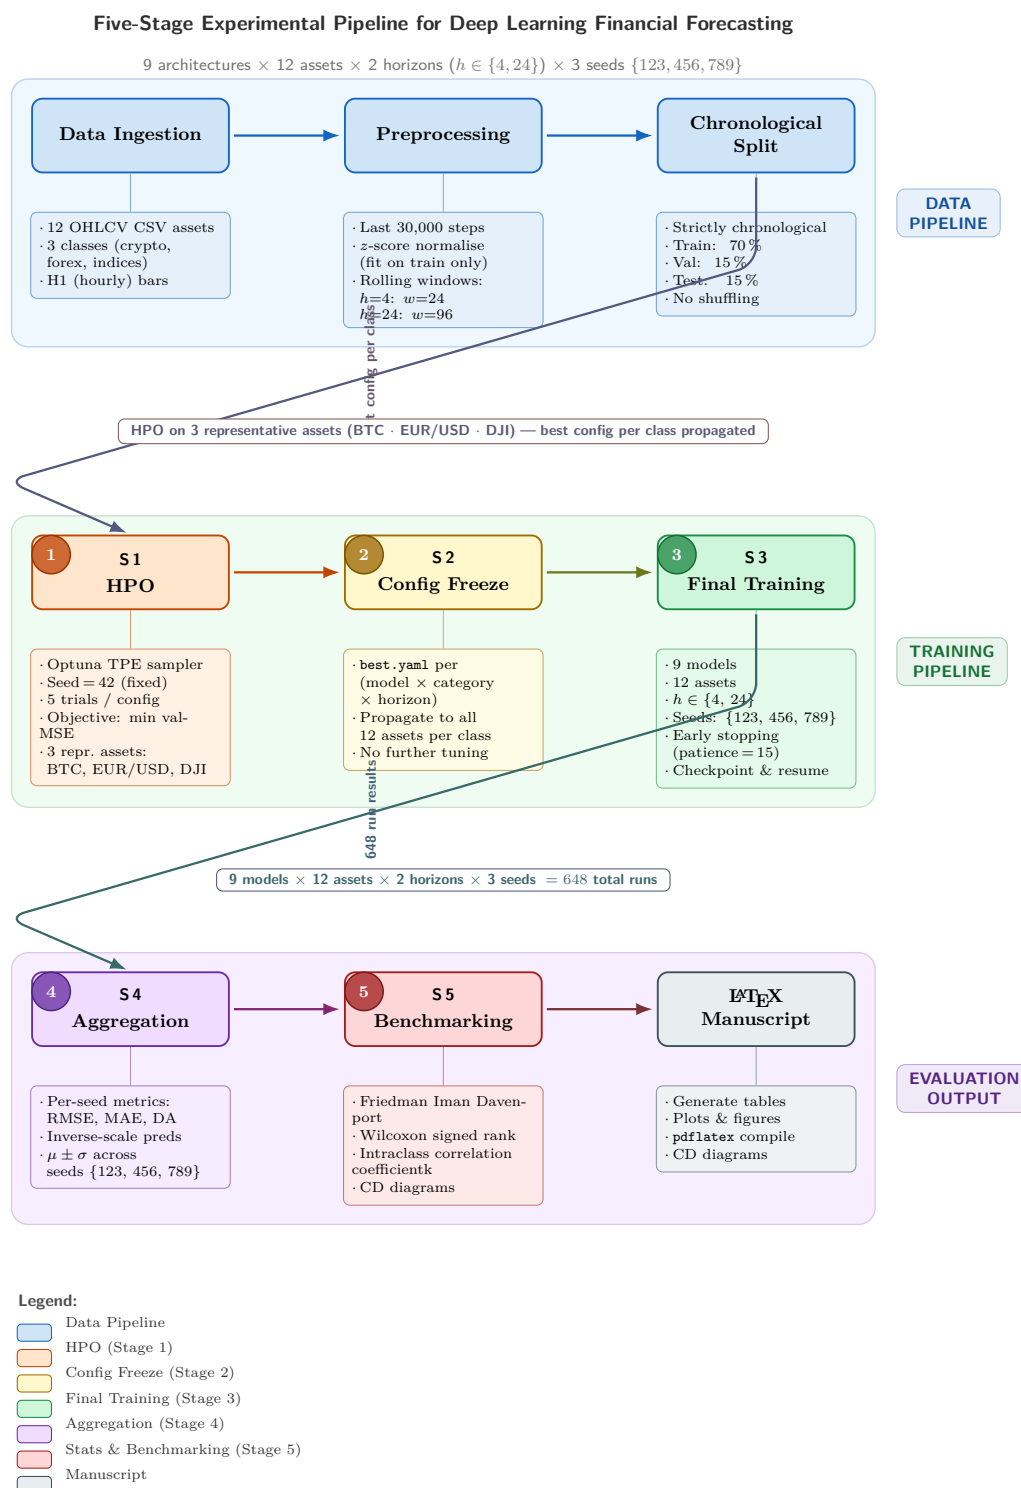 Five-Stage Experimental Pipeline for Deep Learning Financial Forecasting
9 architectures × 12 assets × 2 horizons (h ∈ {4, 24}) × 3 seeds {123, 456, 789}
Data Ingestion
Preprocessing
Chronological
Split
DATA
PIPELINE
· 12 OHLCV CSV assets
· 3 classes (crypto,
forex, indices)
· H1 (hourly) bars
· Last 30,000 steps
· z-score normalise
(fit on train only)
· Rolling windows:
h=4: w=24
h=24: w=96
· Strictly chronological
· Train: 70 %
· Val: 15 %
· Test: 15 %
· No shuffling
t config per class
HPO on 3 representative assets (BTC · EUR/USD · DJI) — best config per class propagated
1
S1
HPO
2
S2
Config Freeze
3
S3
Final Training
TRAINING
PIPELINE
· Optuna TPE sampler
· Seed = 42 (fixed)
· 5 trials / config
· Objective: min val-
MSE
· 3 repr. assets:
BTC, EUR/USD, DJI
· best.yaml per
(model × category
× horizon)
· Propagate to all
12 assets per class
· No further tuning
· 9 models
· 12 assets
· h ∈ {4, 24}
· Seeds: {123, 456, 789}
· Early stopping
(patience = 15)
· Checkpoint & resume
648 run results
9 models × 12 assets × 2 horizons × 3 seeds = 648 total runs
4
S4
Aggregation
5
S5
Benchmarking
LATEX
Manuscript
EVALUATION
OUTPUT
· Per-seed metrics:
RMSE, MAE, DA
· Inverse-scale preds
· μ ± σ across
seeds {123, 456, 789}
· Friedman Iman Daven-
port
· Wilcoxon signed rank
· Intraclass correlation
coefficientk
· CD diagrams
· Generate tables
· Plots & figures
· pdflatex compile
· CD diagrams
Legend:
Data Pipeline
HPO (Stage 1)
Config Freeze (Stage 2)
Final Training (Stage 3)
Aggregation (Stage 4)
Stats & Benchmarking (Stage 5)
Manuscript